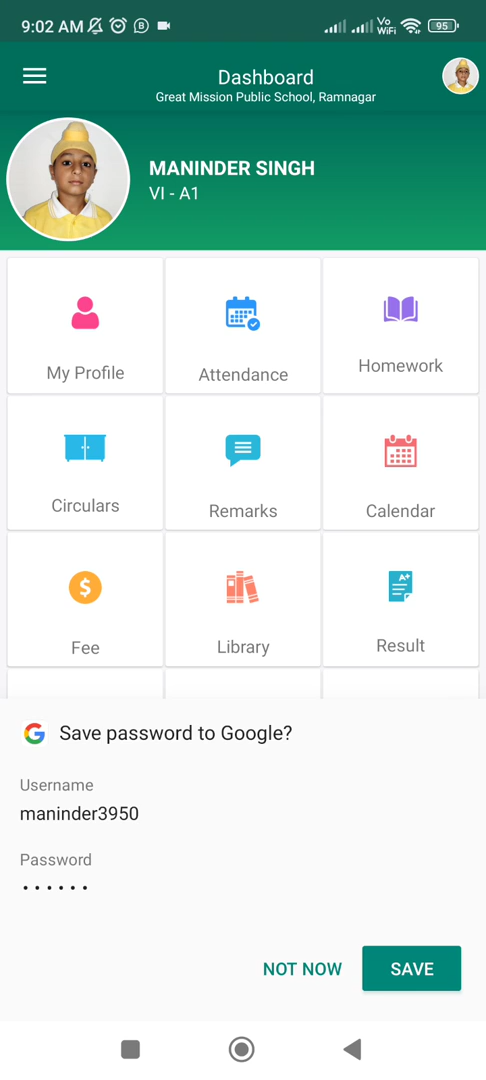 9:02 AM
Vo
WiFi
95
Dashboard
Great Mission Public School, Ramnagar
MANINDER SINGH
VI - A1
My Profile
Attendance
Homework
Circulars
Remarks
Calendar
$
A+
Fee
Library
Result
G Save password to Google?
Username
maninder3950
Password
••••••
NOT NOW
SAVE